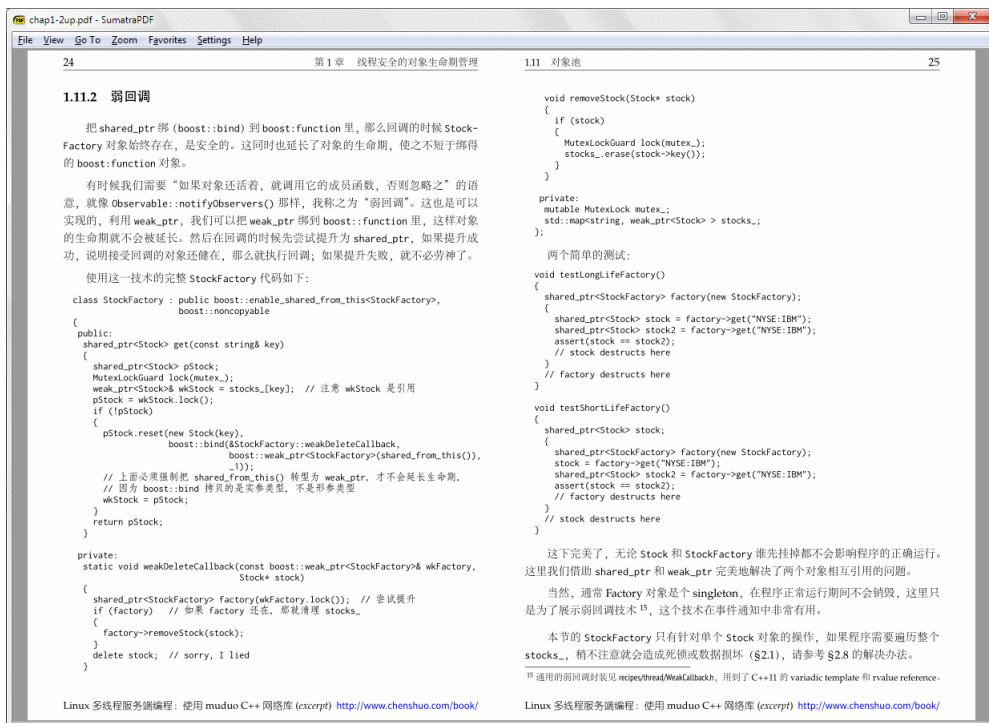 chap1-2up.pdf - SumatraPDF
File View Go To Zoom Favorites Settings Help
24 第 1 章 线程安全的对象生命期管理
1.11.2 弱回调
把 shared_ptr 绑 (boost::bind) 到 boost:function 里，那么回调的时候 Stock-
Factory 对象始终存在，是安全的。这同时也延长了对象的生命期，使之不短于绑得
的 boost:function 对象。
有时候我们需要“如果对象还活着，就调用它的成员函数，否则忽略之”的语
意，就像 Observable::notifyObservers() 那样，我称之为“弱回调”。这也是可以
实现的，利用 weak_ptr，我们可以把 weak_ptr 绑到 boost::function 里，这样对象
的生命期就不会被延长。然后在回调的时候先尝试提升为 shared_ptr，如果提升成
功，说明接受回调的对象还健在，那么就执行回调；如果提升失败，就不必劳神了。
使用这一技术的完整 StockFactory 代码如下：
class StockFactory : public boost::enable_shared_from_this<StockFactory>,
boost::noncopyable
{
public:
shared_ptr<Stock> get(const string& key)
{
shared_ptr<Stock> pStock;
MutexLockGuard lock(mutex_);
weak_ptr<Stock>& wkStock = stocks_[key]; // 注意 wkStock 是引用
pStock = wkStock.lock();
if (!pStock)
{
pStock.reset(new Stock(key),
boost::bind(&StockFactory::weakDeleteCallback,
boost::weak_ptr<StockFactory>(shared_from_this()),
_1));
// 上面必须强制把 shared_from_this() 转型为 weak_ptr, 才不会延长生命期,
// 因为 boost::bind 拷贝的是实参类型, 不是形参类型
wkStock = pStock;
}
return pStock;
}
private:
static void weakDeleteCallback(const boost::weak_ptr<StockFactory>& wkFactory,
Stock* stock)
{
shared_ptr<StockFactory> factory(wkFactory.lock()); // 尝试提升
if (factory) // 如果 factory 还在, 那就清理 stocks_
{
factory->removeStock(stock);
}
delete stock; // sorry, I lied
}
Linux 多线程服务端编程：使用 muduo C++ 网络库 (excerpt) http://www.chenshuo.com/book/
1.11 对象池 25
void removeStock(Stock* stock)
{
if (stock)
{
MutexLockGuard lock(mutex_);
stocks_.erase(stock->key());
}
}
private:
mutable MutexLock mutex_;
std::map<string, weak_ptr<Stock> > stocks_;
};
两个简单的测试：
void testLongLifeFactory()
{
shared_ptr<StockFactory> factory(new StockFactory);
{
shared_ptr<Stock> stock = factory->get("NYSE:IBM");
shared_ptr<Stock> stock2 = factory->get("NYSE:IBM");
assert(stock == stock2);
// stock destructs here
}
// factory destructs here
}
void testShortLifeFactory()
{
shared_ptr<Stock> stock;
{
shared_ptr<StockFactory> factory(new StockFactory);
stock = factory->get("NYSE:IBM");
shared_ptr<Stock> stock2 = factory->get("NYSE:IBM");
assert(stock == stock2);
// factory destructs here
}
// stock destructs here
}
这下完美了，无论 Stock 和 StockFactory 谁先挂掉都不会影响程序的正确运行。
这里我们借助 shared_ptr 和 weak_ptr 完美地解决了两个对象相互引用的问题。
当然，通常 Factory 对象是个 singleton，在程序正常运行期间不会销毁，这里只
是为了展示弱回调技术 15，这个技术在事件通知中非常有用。
本节的 StockFactory 只有针对单个 Stock 对象的操作，如果程序需要遍历整个
stocks_，稍不注意就会造成死锁或数据损坏（§2.1），请参考 §2.8 的解决办法。
15 通用的弱回调封装见 recipes/thread/WeakCallback.h，用到了 C++11 的 variadic template 和 rvalue reference。
Linux 多线程服务端编程：使用 muduo C++ 网络库 (excerpt) http://www.chenshuo.com/book/